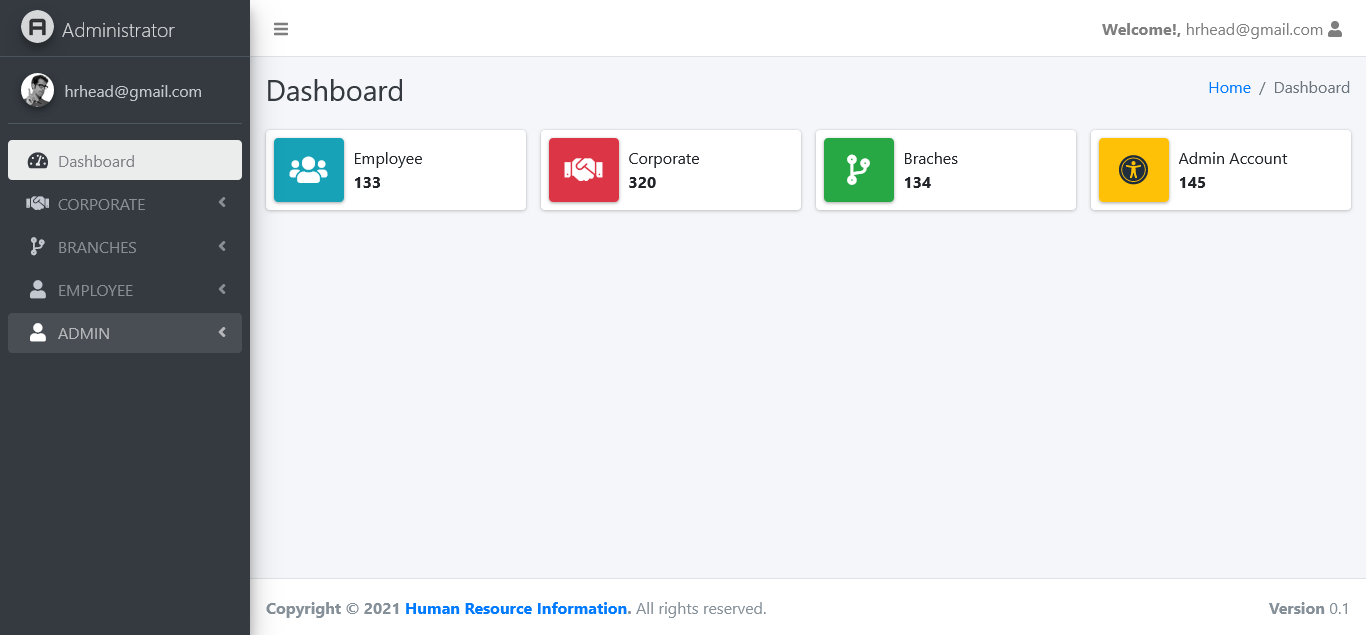 Administrator
Welcome!, hrhead@gmail.com
hrhead@gmail.com
Dashboard
Home / Dashboard
Dashboard
CORPORATE
BRANCHES
EMPLOYEE
ADMIN
Employee
133
Corporate
320
Braches
134
Admin Account
145
Copyright © 2021 Human Resource Information. All rights reserved.
Version 0.1